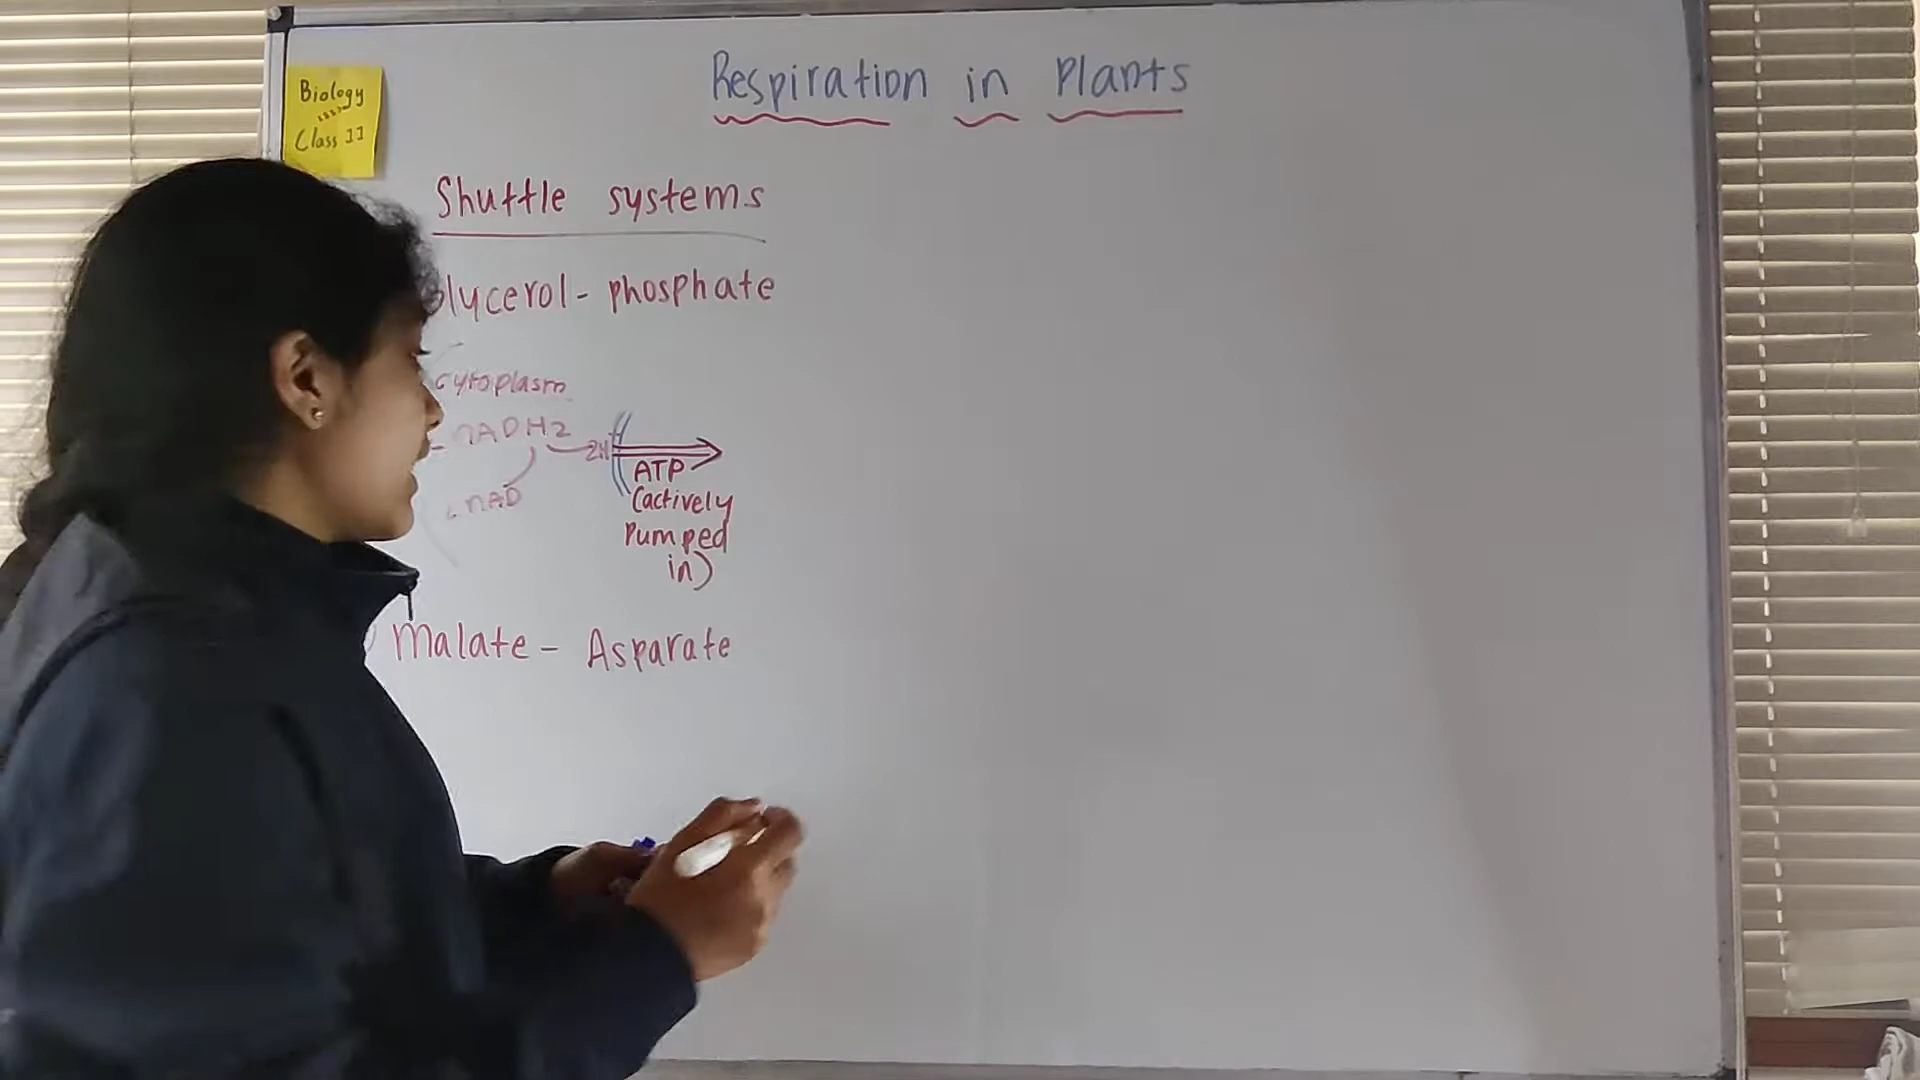 Respiration in Plants
Biology
Class 11
Shuttle systems
Glycerol - phosphate
cytoplasm
NADH2
2H
NAD
ATP
(actively
Pumped
in)
Malate - Asparate